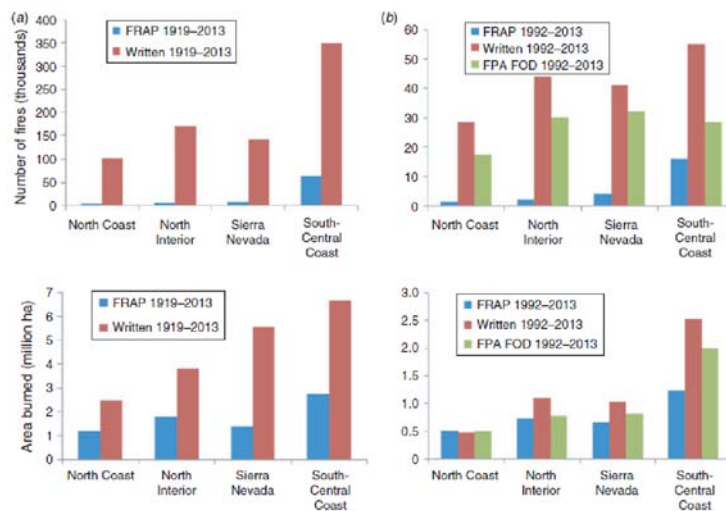 (a)
400
350
300
250
200
150
100
50
0
Number of fires (thousands)
FRAP 1919–2013
Written 1919–2013
North Coast
North
Interior
Sierra
Nevada
South-
Central
Coast
(b)
60
50
40
30
20
10
0
FRAP 1992–2013
Written 1992–2013
FPA FOD 1992–2013
North Coast
North
Interior
Sierra
Nevada
South-
Central
Coast
7
6
5
4
3
2
1
0
Area burned (million ha)
FRAP 1919–2013
Written 1919–2013
North Coast
North
Interior
Sierra
Nevada
South-
Central
Coast
3.0
2.5
2.0
1.5
1.0
0.5
0
FRAP 1992–2013
Written 1992–2013
FPA FOD 1992–2013
North Coast
North
Interior
Sierra
Nevada
South-
Central
Coast